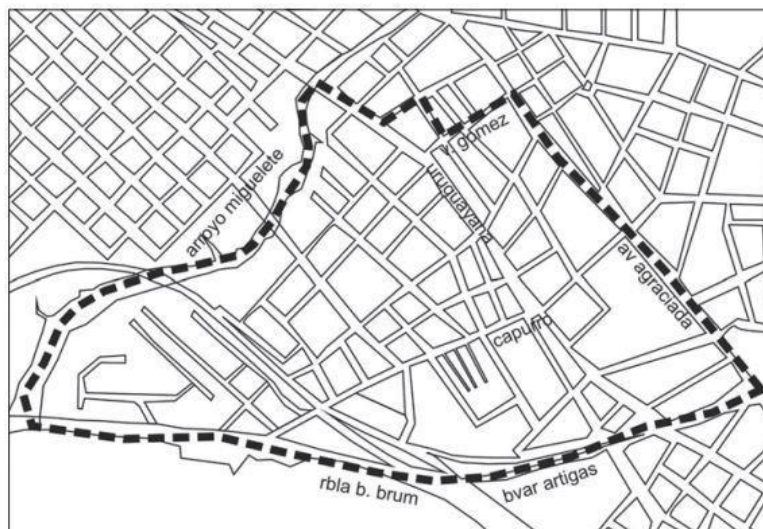 v. gomez
arroyo miguelete
uruguayana
av agraciada
capurro
rbla b. brum
bvar artigas